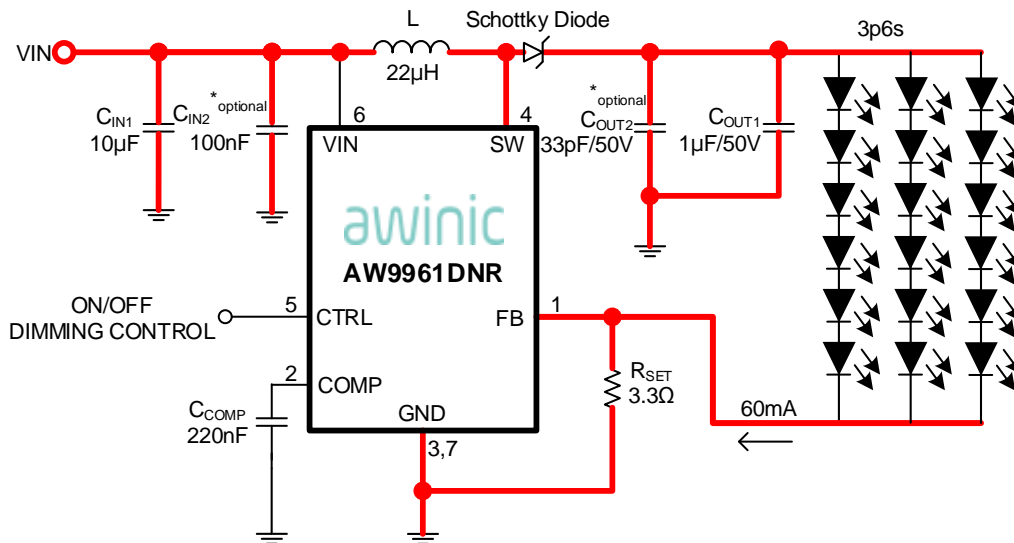 L
Schottky Diode
3p6s
VIN
22µH
CIN1
10µF
CIN2
*optional
100nF
6
VIN
4
SW
*optional
COUT2
33pF/50V
COUT1
1µF/50V
awinic
AW9961DNR
ON/OFF
DIMMING CONTROL
5
CTRL
FB
1
2
COMP
CCOMP
220nF
GND
3,7
RSET
3.3Ω
60mA